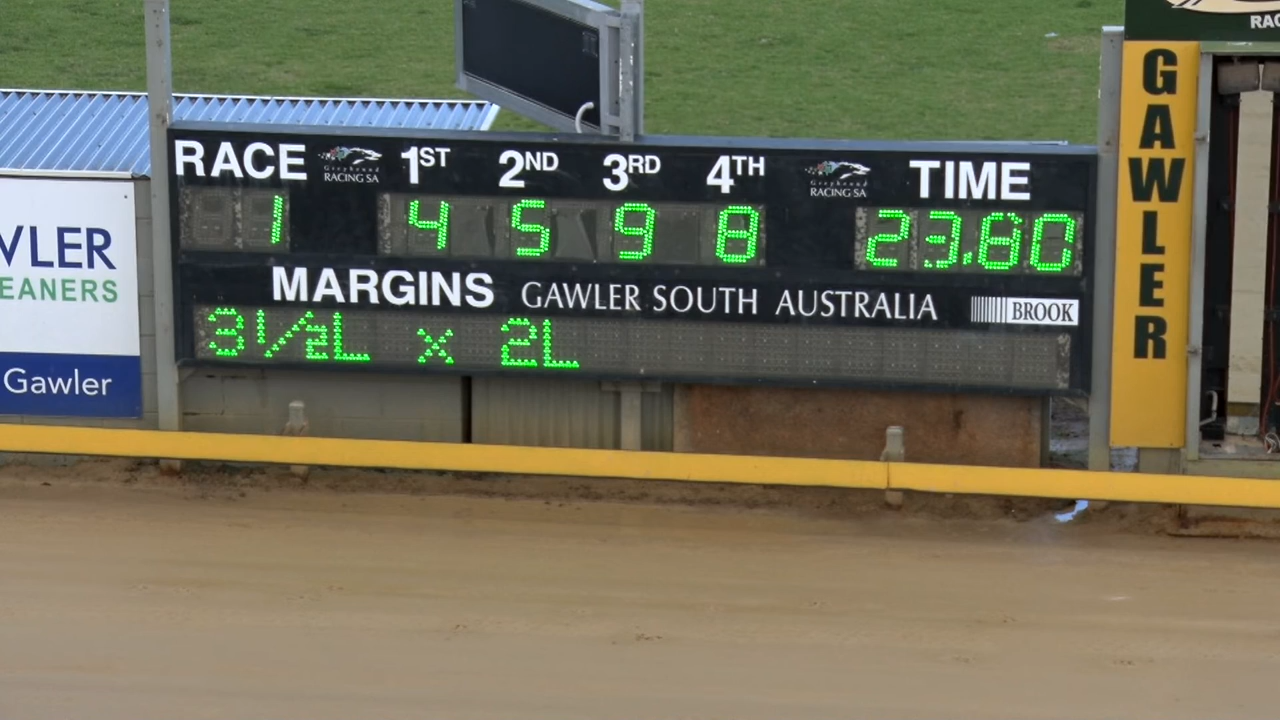 RAC
GAWLER
RACE Greyhound RACING SA 1ST 2ND 3RD 4TH Greyhound RACING SA TIME
1 4 5 9 8 23.80
MARGINS GAWLER SOUTH AUSTRALIA BROOK
3½L x 2L
WLER
EANERS
Gawler